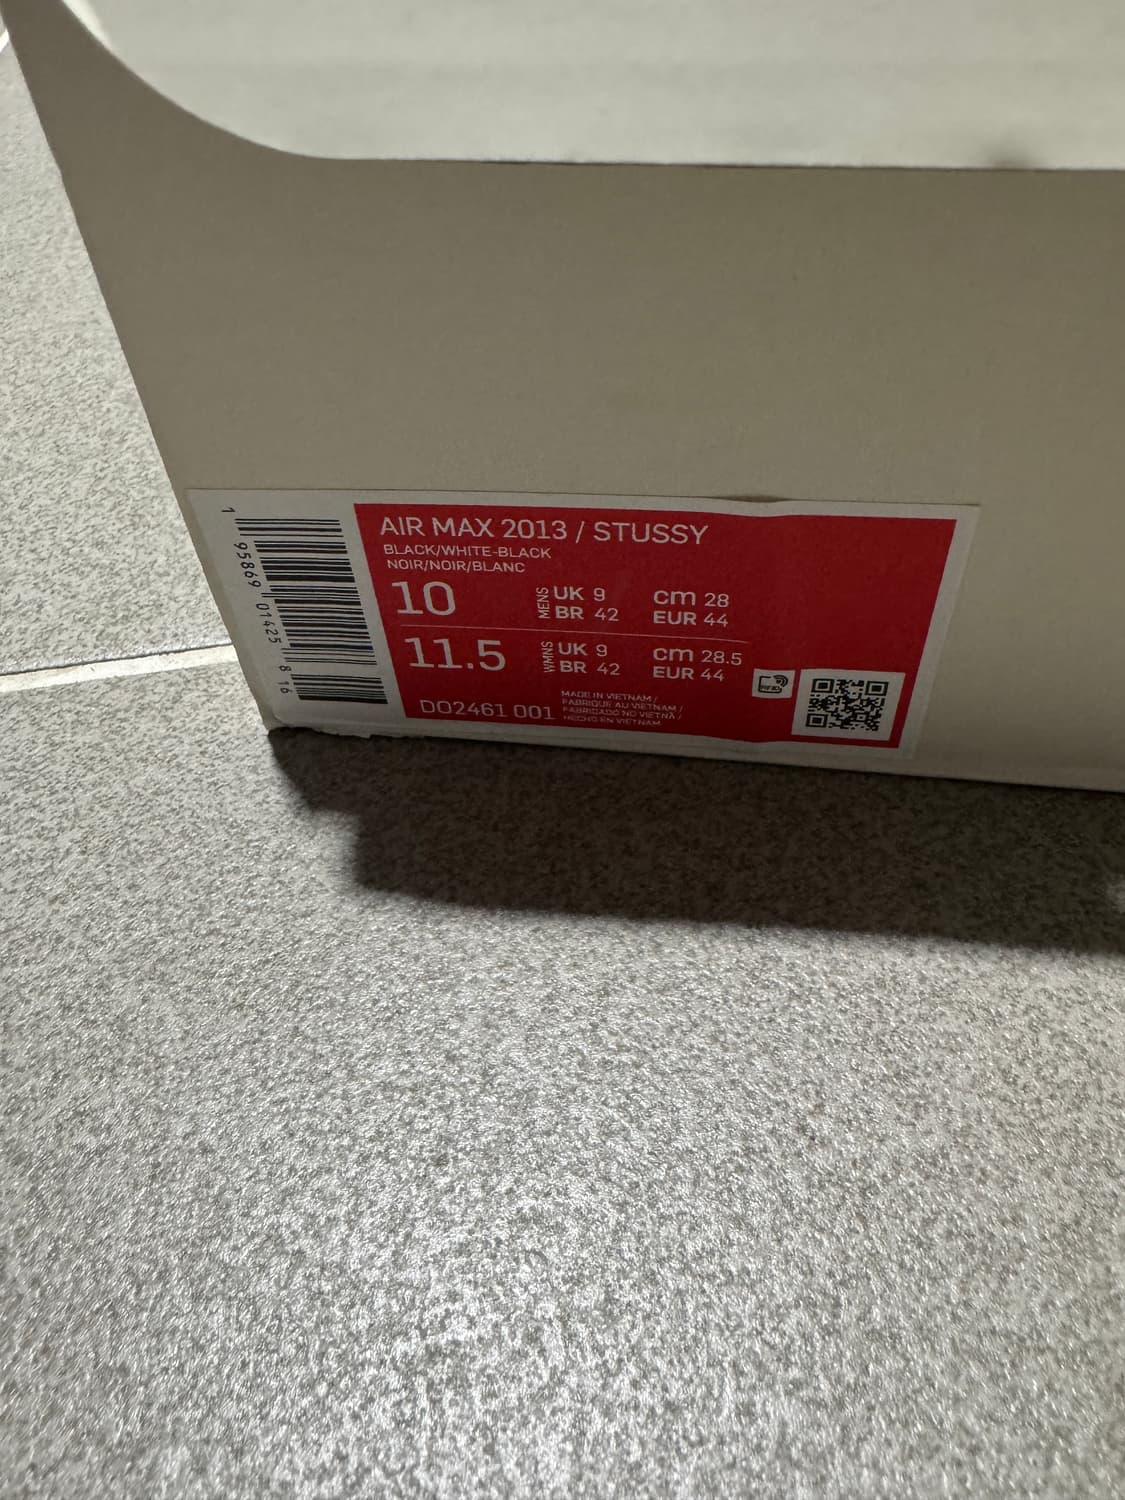 AIR MAX 2013 / STUSSY
BLACK/WHITE-BLACK
NOIR/NOIR/BLANC
10 MENS UK 9 cm 28
BR 42 EUR 44
11.5 WMNS UK 9 cm 28.5
BR 42 EUR 44
DO2461 001
MADE IN VIETNAM /
FABRIQUE AU VIETNAM /
FABRICADO NO VIETNÃ /
HECHO EN VIETNAM
RFID
1 95869 01425 8 16